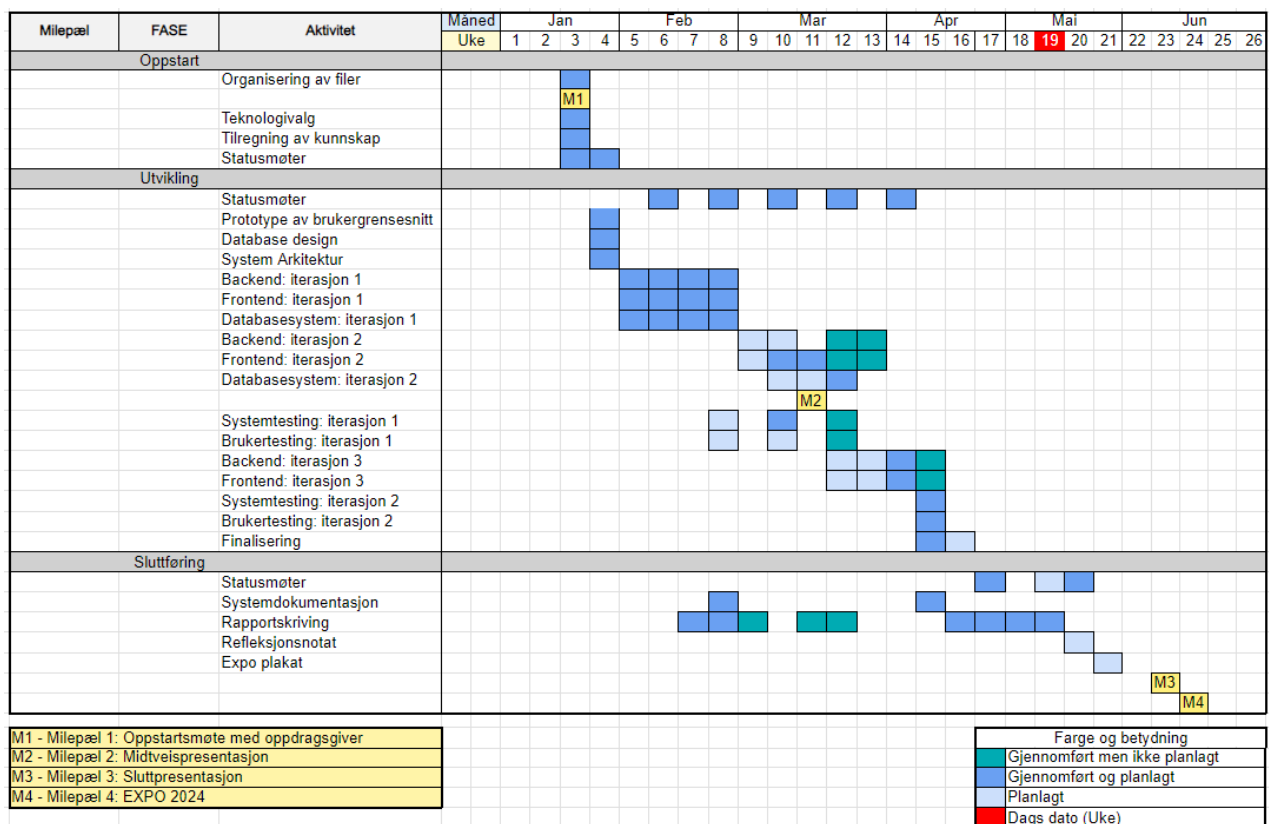 Milepæl FASE Aktivitet Måned Jan Feb Mar Apr Mai Jun
Uke 1 2 3 4 5 6 7 8 9 10 11 12 13 14 15 16 17 18 19 20 21 22 23 24 25 26
Oppstart
Organisering av filer
M1
Teknologivalg
Tilregning av kunnskap
Statusmøter
Utvikling
Statusmøter
Prototype av brukergrensesnitt
Database design
System Arkitektur
Backend: iterasjon 1
Frontend: iterasjon 1
Databasesystem: iterasjon 1
Backend: iterasjon 2
Frontend: iterasjon 2
Databasesystem: iterasjon 2
M2
Systemtesting: iterasjon 1
Brukertesting: iterasjon 1
Backend: iterasjon 3
Frontend: iterasjon 3
Systemtesting: iterasjon 2
Brukertesting: iterasjon 2
Finalisering
Sluttføring
Statusmøter
Systemdokumentasjon
Rapportskriving
Refleksjonsnotat
Expo plakat
M3
M4
M1 - Milepæl 1: Oppstartsmøte med oppdragsgiver
M2 - Milepæl 2: Midtveispresentasjon
M3 - Milepæl 3: Sluttpresentasjon
M4 - Milepæl 4: EXPO 2024
Farge og betydning
Gjennomført men ikke planlagt
Gjennomført og planlagt
Planlagt
Dags dato (Uke)